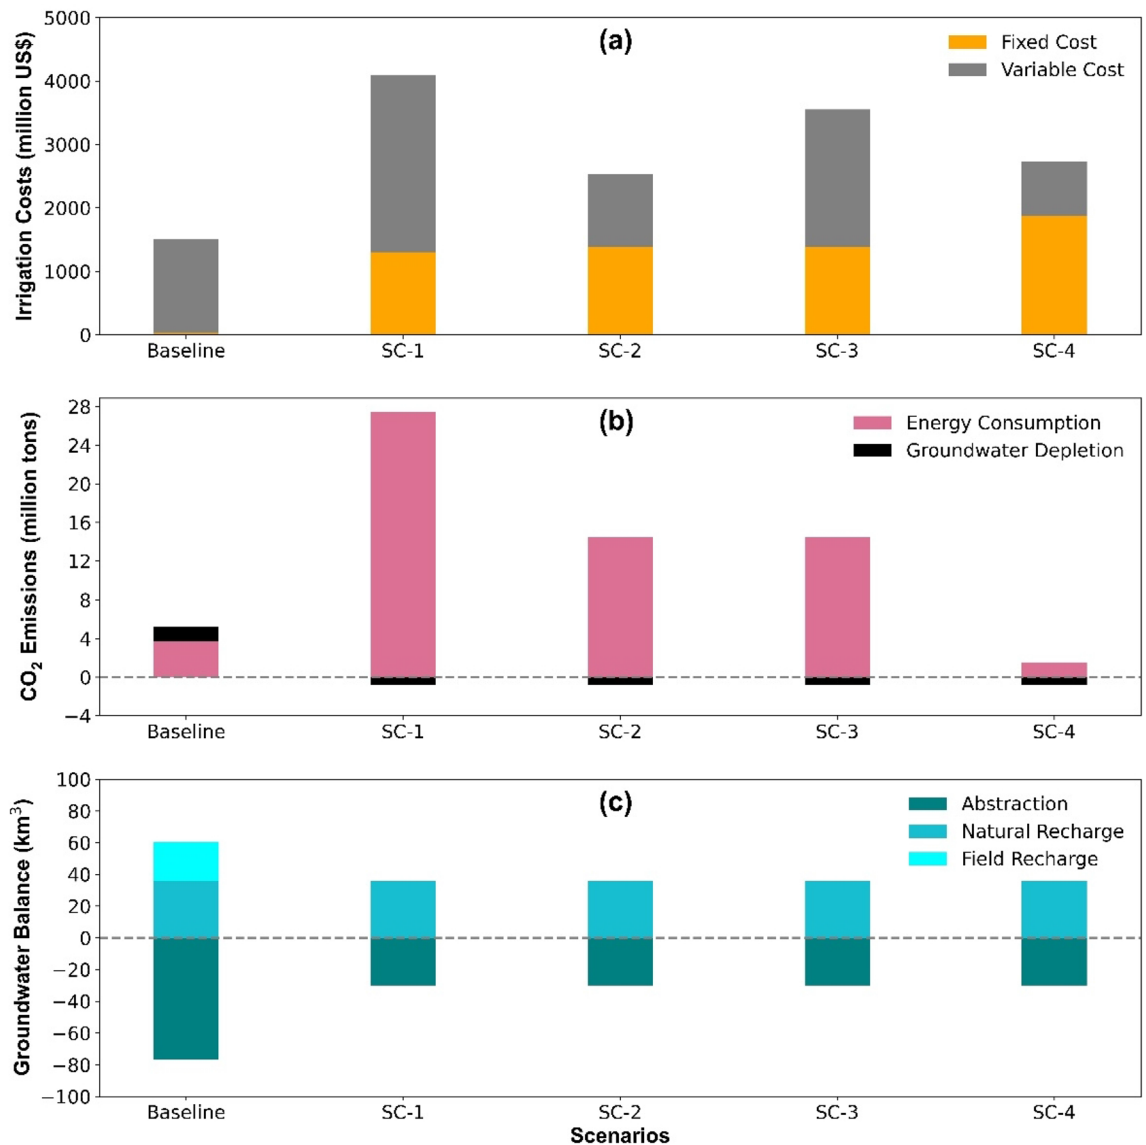 (a)
Irrigation Costs (million US$)
5000
4000
3000
2000
1000
0
Fixed Cost
Variable Cost
Baseline SC-1 SC-2 SC-3 SC-4
(b)
CO₂ Emissions (million tons)
28
24
20
16
12
8
4
0
−4
Energy Consumption
Groundwater Depletion
Baseline SC-1 SC-2 SC-3 SC-4
(c)
Groundwater Balance (km³)
100
80
60
40
20
0
−20
−40
−60
−80
−100
Abstraction
Natural Recharge
Field Recharge
Baseline SC-1 SC-2 SC-3 SC-4
Scenarios